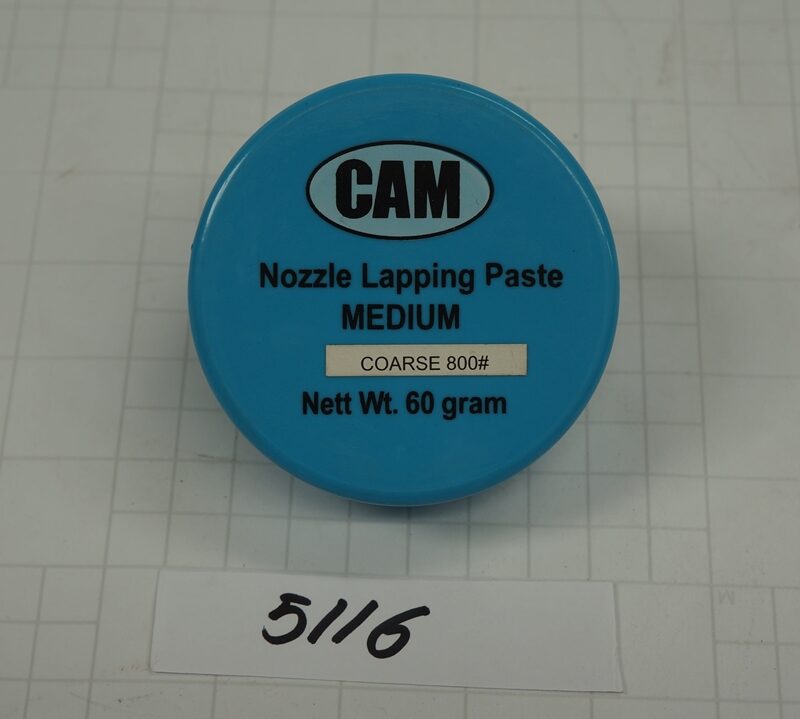 CAM
Nozzle Lapping Paste
MEDIUM
COARSE 800#
Nett Wt. 60 gram
5116